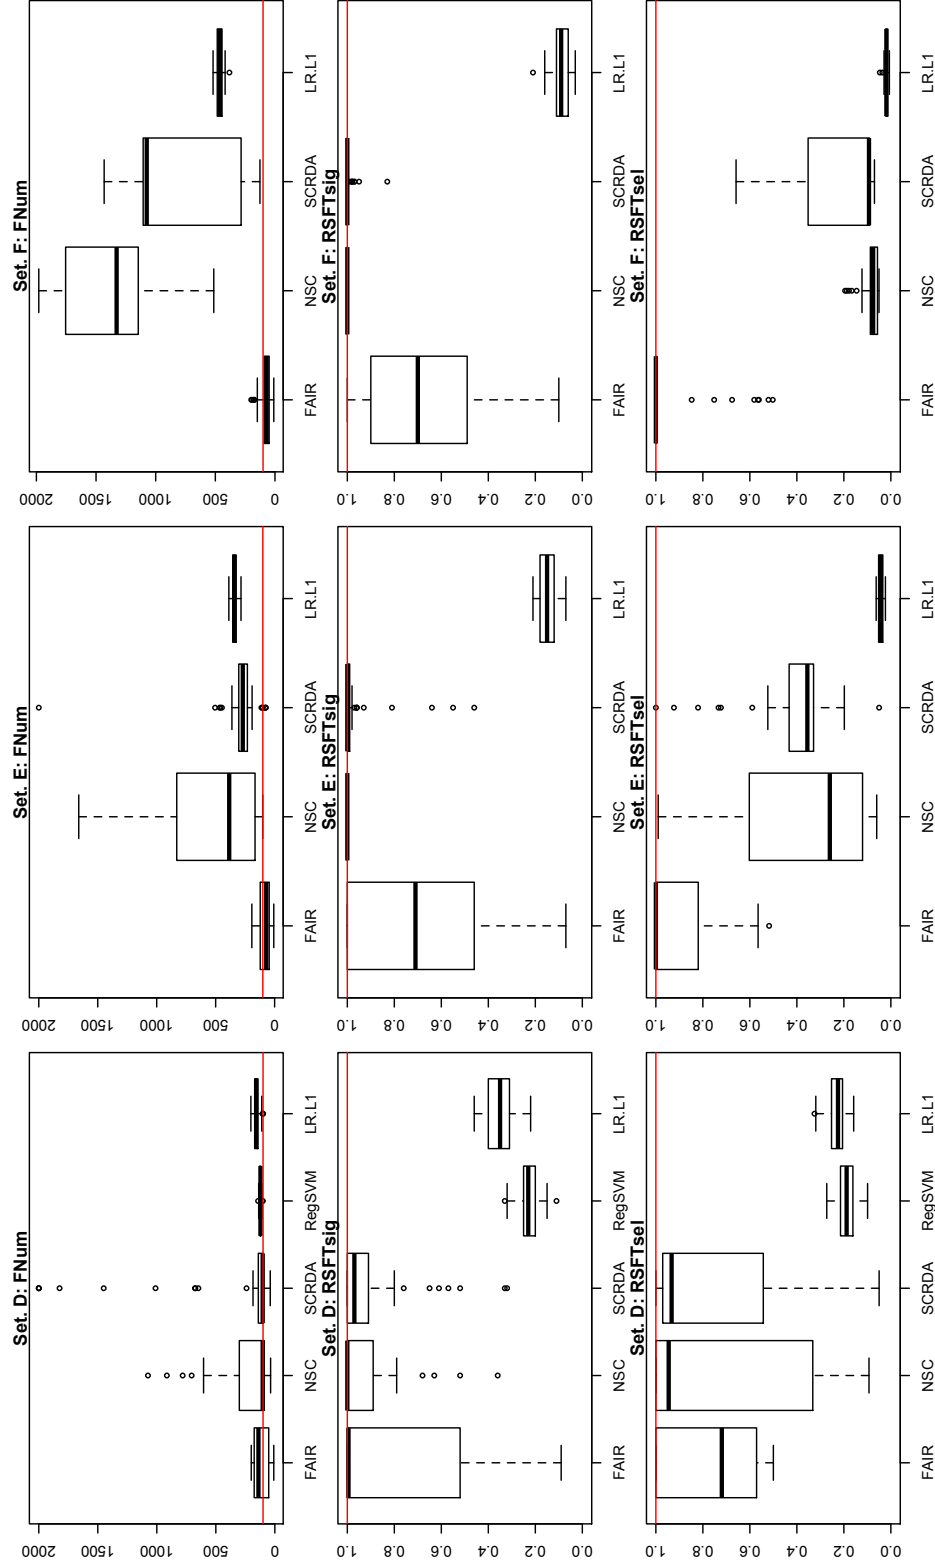 Set. D: FNum
2000
1500
1000
500
0
FAIR
NSC
SCRDA
RegSVM
LR.L1
Set. E: FNum
2000
1500
1000
500
0
FAIR
NSC
SCRDA
LR.L1
Set. F: FNum
2000
1500
1000
500
0
FAIR
NSC
SCRDA
LR.L1
Set. D: RSFTsig
1.0
0.8
0.6
0.4
0.2
0.0
FAIR
NSC
SCRDA
RegSVM
LR.L1
Set. E: RSFTsig
1.0
0.8
0.6
0.4
0.2
0.0
FAIR
NSC
SCRDA
LR.L1
Set. F: RSFTsig
1.0
0.8
0.6
0.4
0.2
0.0
FAIR
NSC
SCRDA
LR.L1
Set. D: RSFTsel
1.0
0.8
0.6
0.4
0.2
0.0
FAIR
NSC
SCRDA
RegSVM
LR.L1
Set. E: RSFTsel
1.0
0.8
0.6
0.4
0.2
0.0
FAIR
NSC
SCRDA
LR.L1
Set. F: RSFTsel
1.0
0.8
0.6
0.4
0.2
0.0
FAIR
NSC
SCRDA
LR.L1